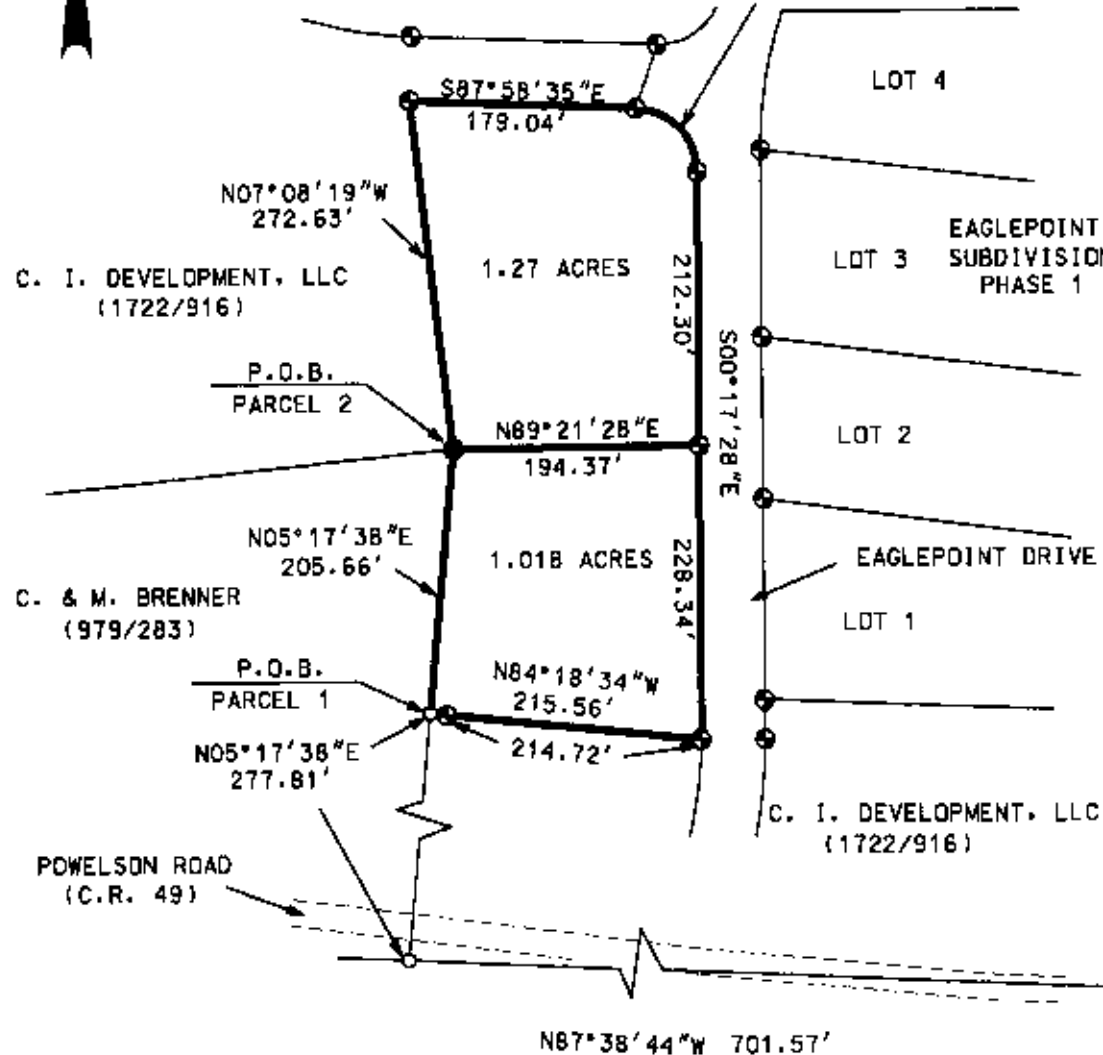 LOT 4
S87°58'35"E
179.04'
N07°08'19"W
272.63'
C. I. DEVELOPMENT, LLC
(1722/916)
1.27 ACRES
212.30'
LOT 3
EAGLEPOINT
SUBDIVISION
PHASE 1
P.O.B.
PARCEL 2
N89°21'28"E
194.37'
S00°17'28"E
LOT 2
N05°17'38"E
205.66'
1.018 ACRES
228.34'
EAGLEPOINT DRIVE
C. & M. BRENNER
(979/283)
LOT 1
P.O.B.
PARCEL 1
N84°18'34"W
215.56'
214.72'
N05°17'38"E
277.81'
C. I. DEVELOPMENT, LLC
(1722/916)
POWELSON ROAD
(C.R. 49)
N87°38'44"W 701.57'